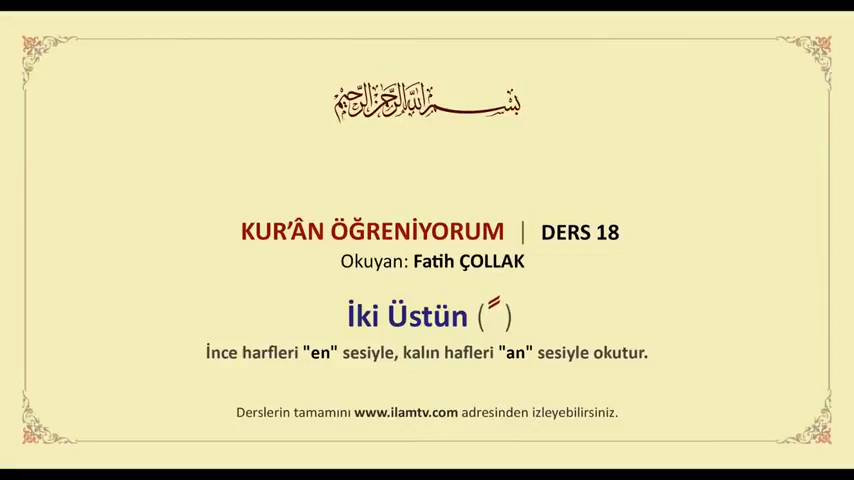 بسم الله الرحمن الرحيم
KUR’ÂN ÖĞRENİYORUM | DERS 18
Okuyan: Fatih ÇOLLAK
İki Üstün ( ً )
İnce harfleri "en" sesiyle, kalın hafleri "an" sesiyle okutur.
Derslerin tamamını www.ilamtv.com adresinden izleyebilirsiniz.